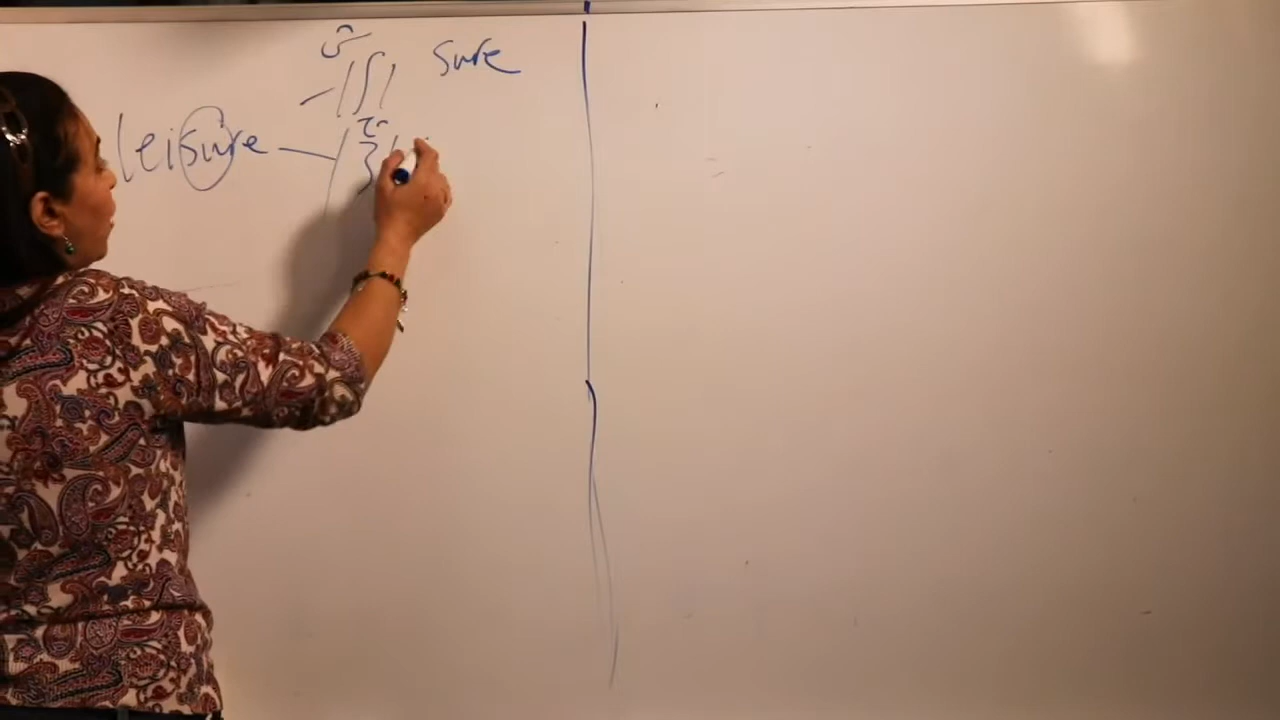 /ʃ/ sure
leisure — /ʒ/